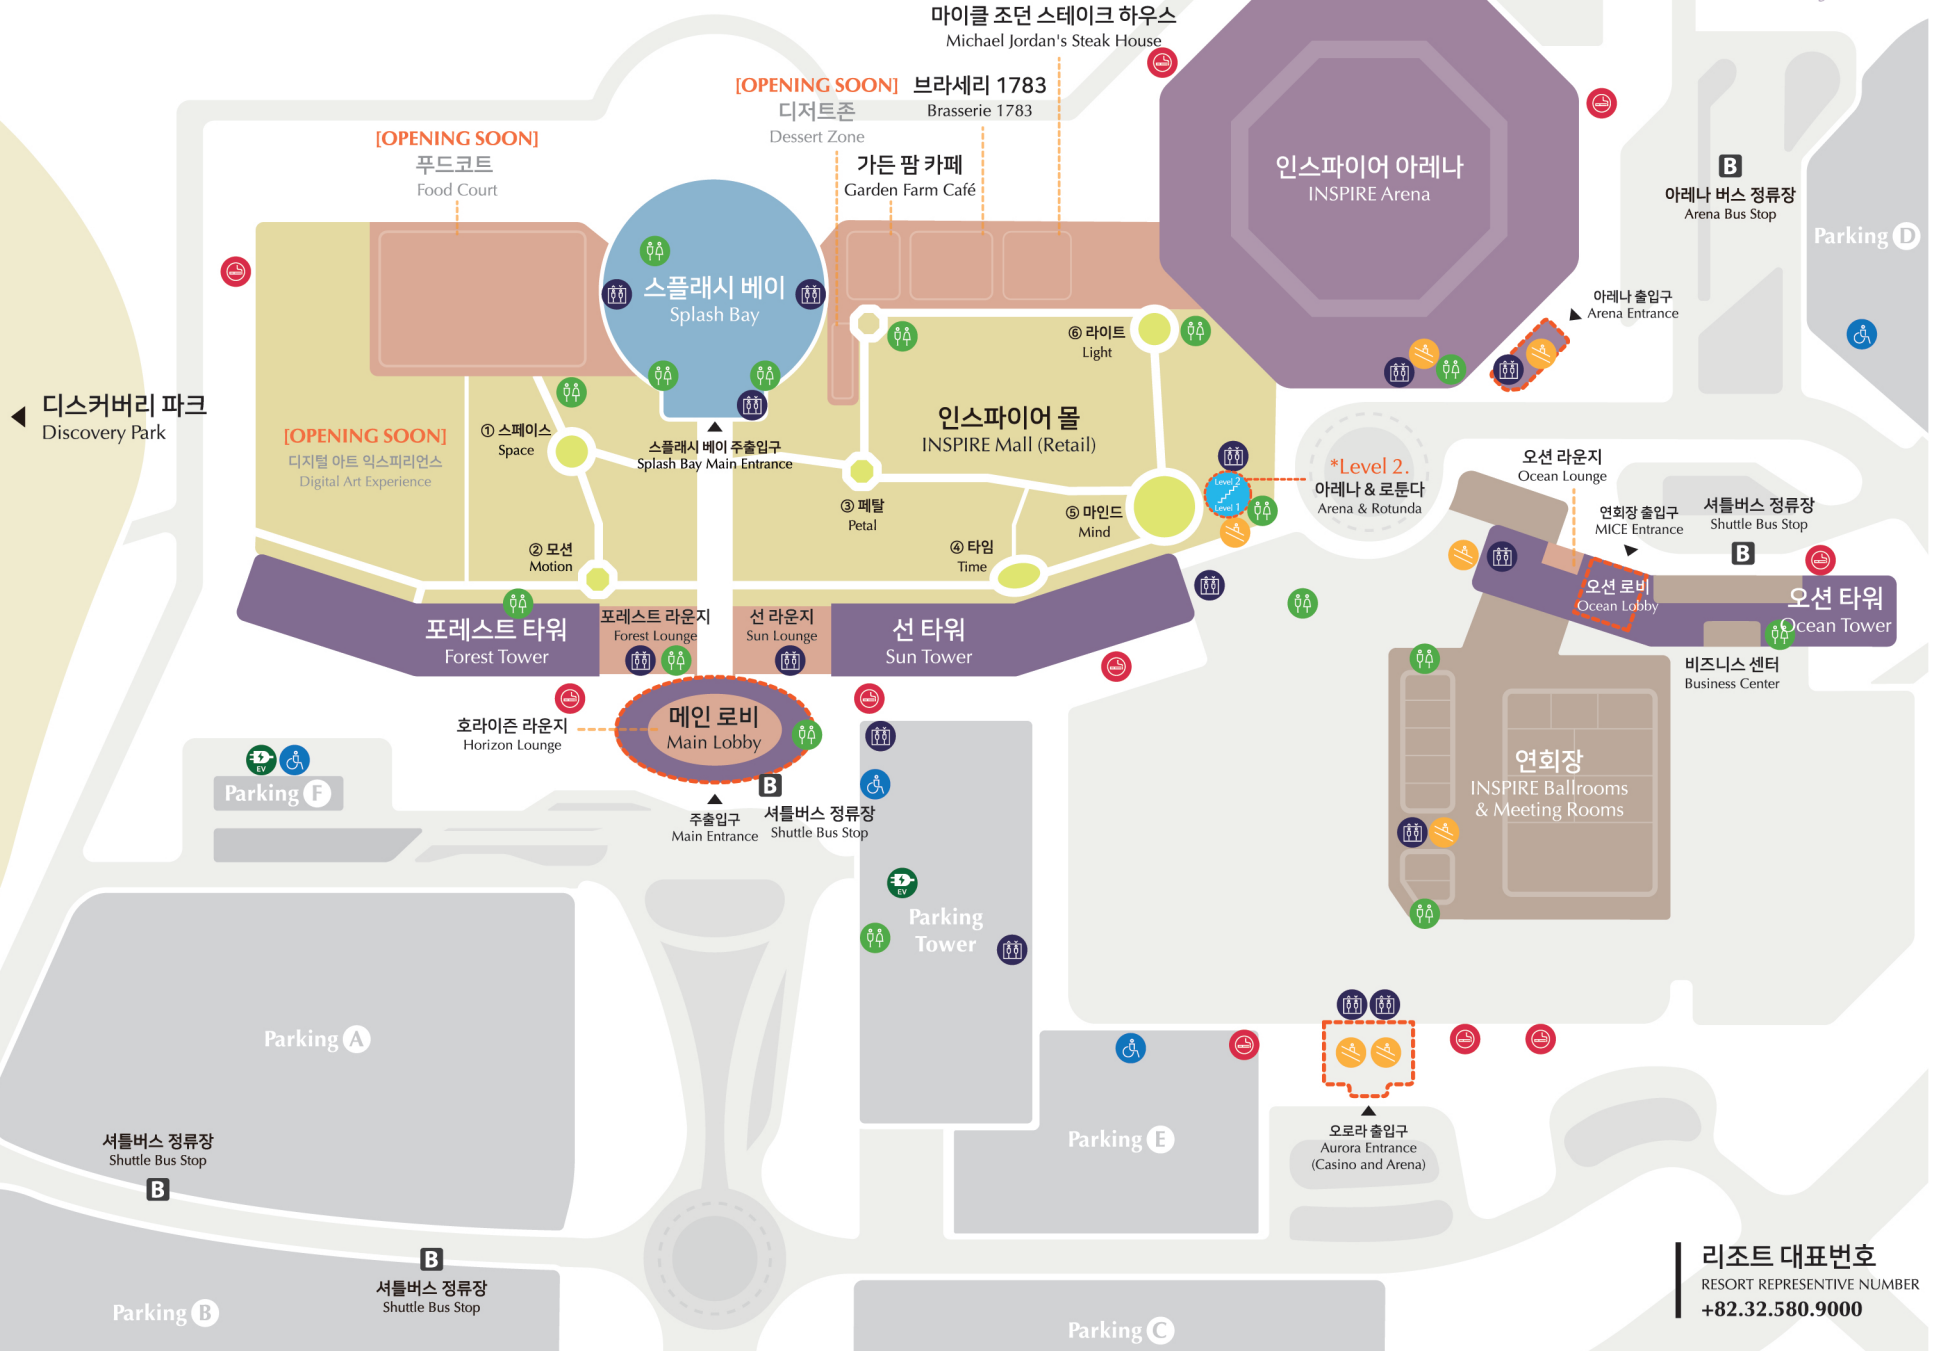 마이클 조던 스테이크 하우스
Michael Jordan's Steak House
[OPENING SOON]
디저트존
Dessert Zone
브라세리 1783
Brasserie 1783
[OPENING SOON]
푸드코트
Food Court
가든 팜 카페
Garden Farm Café
인스파이어 아레나
INSPIRE Arena
B
아레나 버스 정류장
Arena Bus Stop
Parking D
스플래시 베이
Splash Bay
아레나 출입구
Arena Entrance
⑥ 라이트
Light
디스커버리 파크
Discovery Park
[OPENING SOON]
디지털 아트 익스피리언스
Digital Art Experience
① 스페이스
Space
스플래시 베이 주출입구
Splash Bay Main Entrance
인스파이어 몰
INSPIRE Mall (Retail)
③ 페탈
Petal
⑤ 마인드
Mind
Level 2
Level 1
*Level 2.
아레나 & 로툰다
Arena & Rotunda
오션 라운지
Ocean Lounge
연회장 출입구
MICE Entrance
셔틀버스 정류장
Shuttle Bus Stop
B
② 모션
Motion
④ 타임
Time
오션 로비
Ocean Lobby
오션 타워
Ocean Tower
비즈니스 센터
Business Center
포레스트 타워
Forest Tower
포레스트 라운지
Forest Lounge
선 라운지
Sun Lounge
선 타워
Sun Tower
호라이즌 라운지
Horizon Lounge
메인 로비
Main Lobby
B
주출입구
Main Entrance
셔틀버스 정류장
Shuttle Bus Stop
EV
Parking F
연회장
INSPIRE Ballrooms
& Meeting Rooms
EV
Parking
Tower
Parking A
Parking E
오로라 출입구
Aurora Entrance
(Casino and Arena)
셔틀버스 정류장
Shuttle Bus Stop
B
B
셔틀버스 정류장
Shuttle Bus Stop
Parking B
Parking C
리조트 대표번호
RESORT REPRESENTIVE NUMBER
+82.32.580.9000